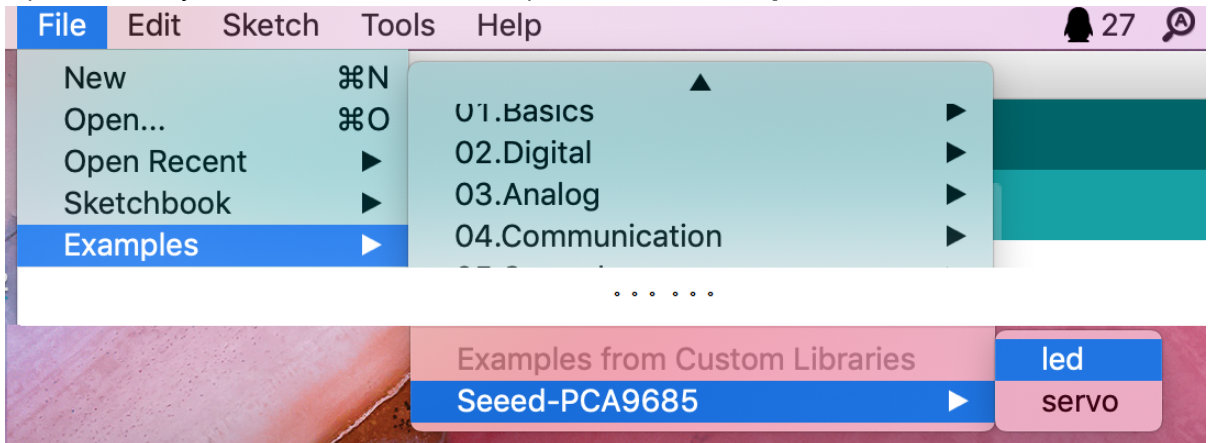 File Edit Sketch Tools Help 27
New ⌘N
Open... ⌘O
Open Recent
Sketchbook
Examples
01.Basics
02.Digital
03.Analog
04.Communication
。。。。。。
Examples from Custom Libraries
Seeed-PCA9685
led
servo